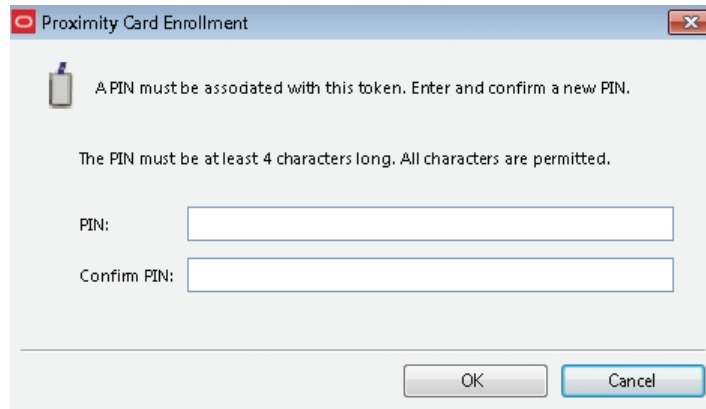 Proximity Card Enrollment
A PIN must be associated with this token. Enter and confirm a new PIN.
The PIN must be at least 4 characters long. All characters are permitted.
PIN:
Confirm PIN:
OK
Cancel